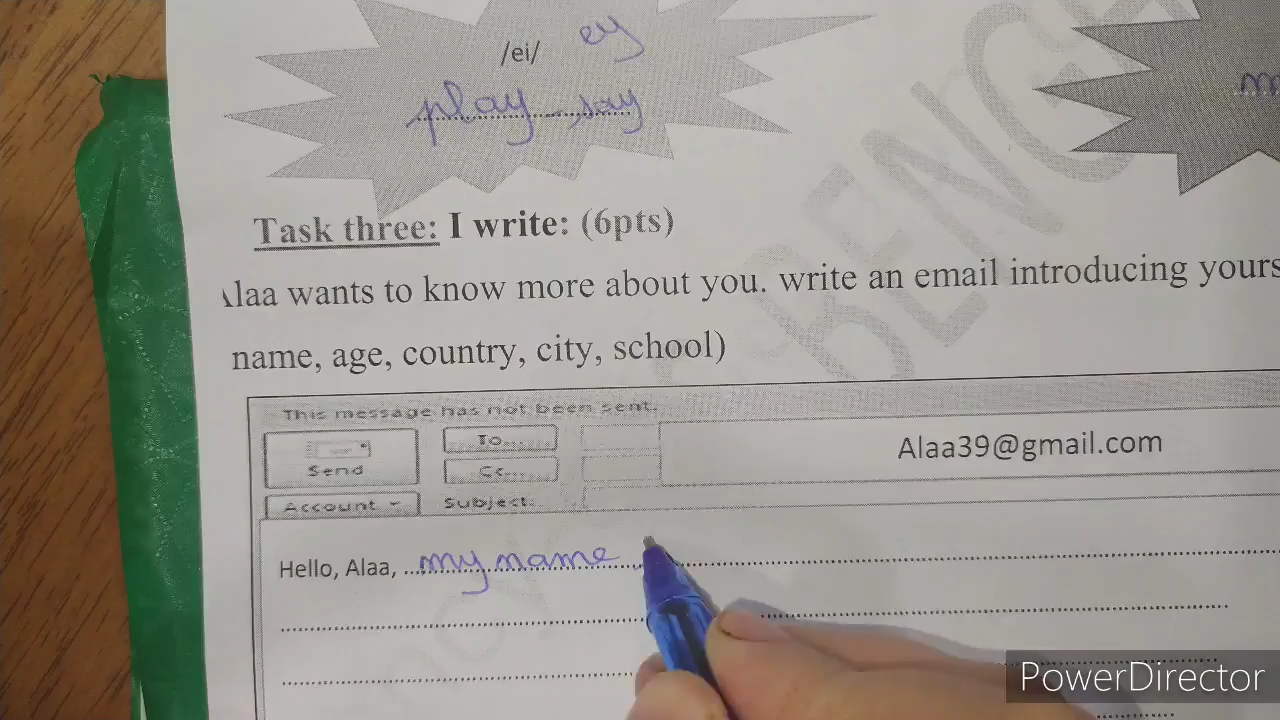 /ei/ ey
play, say
m
Task three: I write: (6pts)
Alaa wants to know more about you. write an email introducing yours
name, age, country, city, school)
This message has not been sent.
To...
Alaa39@gmail.com
Send
Cc...
Account
Subject:
Hello, Alaa, my name
PowerDirector